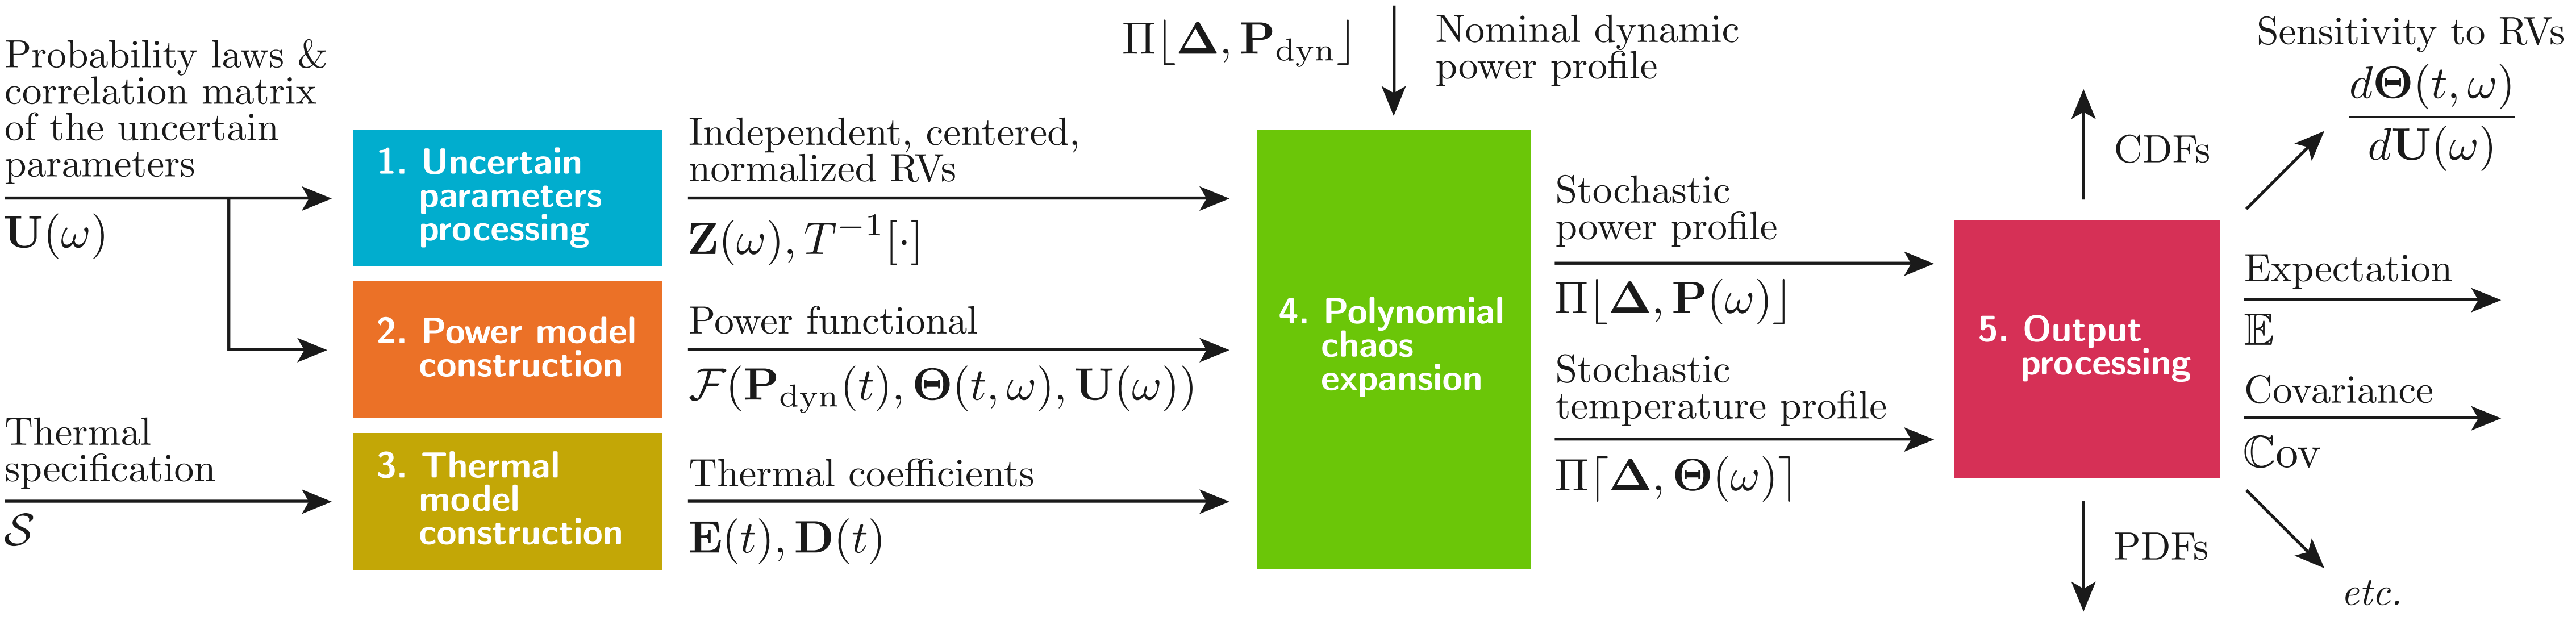 Probability laws &
correlation matrix
of the uncertain
parameters
U(ω)
Thermal
specification
𝒮
1. Uncertain
parameters
processing
2. Power model
construction
3. Thermal
model
construction
Independent, centered,
normalized RVs
Z(ω), T⁻¹[·]
Power functional
ℱ(P_dyn(t), Θ(t, ω), U(ω))
Thermal coefficients
E(t), D(t)
Π⌊Δ, P_dyn⌋
Nominal dynamic
power profile
4. Polynomial
chaos
expansion
Stochastic
power profile
Π⌊Δ, P(ω)⌋
Stochastic
temperature profile
Π⌈Δ, Θ(ω)⌉
5. Output
processing
CDFs
Sensitivity to RVs
dΘ(t, ω)
dU(ω)
Expectation
𝔼
Covariance
ℂov
PDFs
etc.